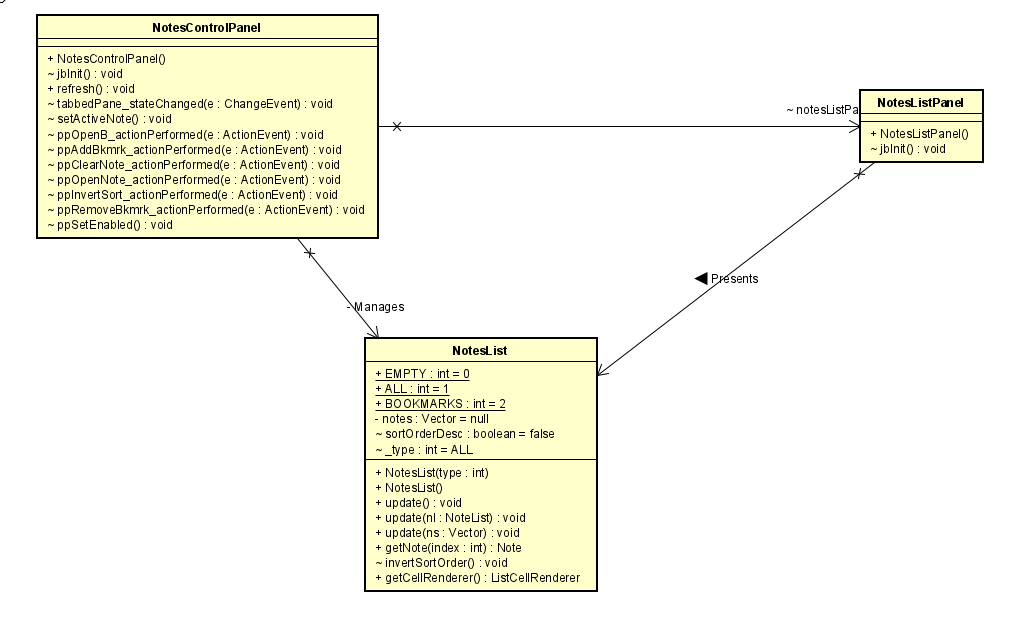 NotesControlPanel
+ NotesControlPanel()
~ jbInit() : void
+ refresh() : void
~ tabbedPane_stateChanged(e : ChangeEvent) : void
~ setActiveNote() : void
~ ppOpenB_actionPerformed(e : ActionEvent) : void
~ ppAddBkmrk_actionPerformed(e : ActionEvent) : void
~ ppClearNote_actionPerformed(e : ActionEvent) : void
~ ppOpenNote_actionPerformed(e : ActionEvent) : void
~ ppInvertSort_actionPerformed(e : ActionEvent) : void
~ ppRemoveBkmrk_actionPerformed(e : ActionEvent) : void
~ ppSetEnabled() : void
~ notesListPa
NotesListPanel
+ NotesListPanel()
~ jbInit() : void
Presents
- Manages
NotesList
+ EMPTY : int = 0
+ ALL : int = 1
+ BOOKMARKS : int = 2
- notes : Vector = null
~ sortOrderDesc : boolean = false
~ _type : int = ALL
+ NotesList(type : int)
+ NotesList()
+ update() : void
+ update(nl : NoteList) : void
+ update(ns : Vector) : void
+ getNote(index : int) : Note
~ invertSortOrder() : void
+ getCellRenderer() : ListCellRenderer